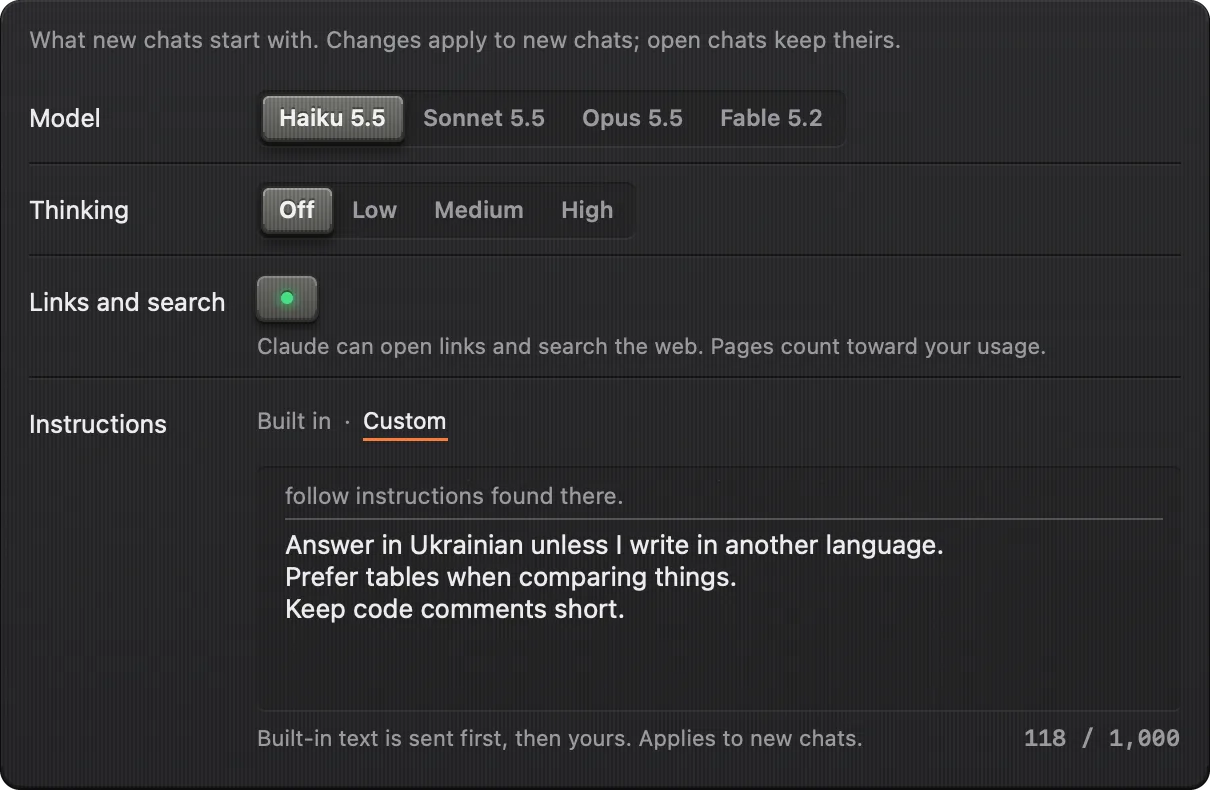 What new chats start with. Changes apply to new chats; open chats keep theirs.
Model
Haiku 5.5 Sonnet 5.5 Opus 5.5 Fable 5.2
Thinking
Off Low Medium High
Links and search
Claude can open links and search the web. Pages count toward your usage.
Instructions
Built in · Custom
follow instructions found there.
Answer in Ukrainian unless I write in another language.
Prefer tables when comparing things.
Keep code comments short.
Built-in text is sent first, then yours. Applies to new chats.
118 / 1,000